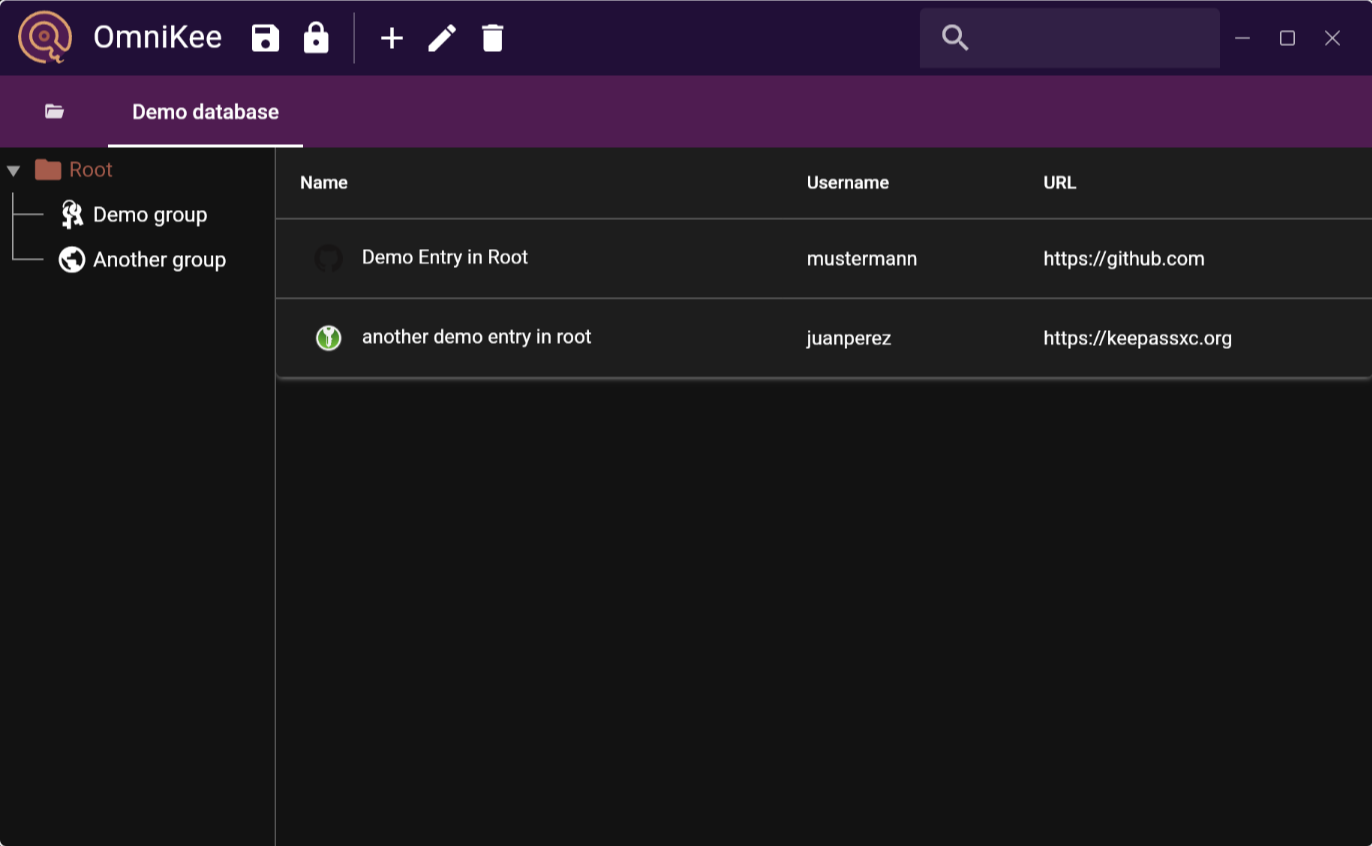 OmniKee
Demo database
Root
Demo group
Another group
Name Username URL
Demo Entry in Root mustermann https://github.com
another demo entry in root juanperez https://keepassxc.org